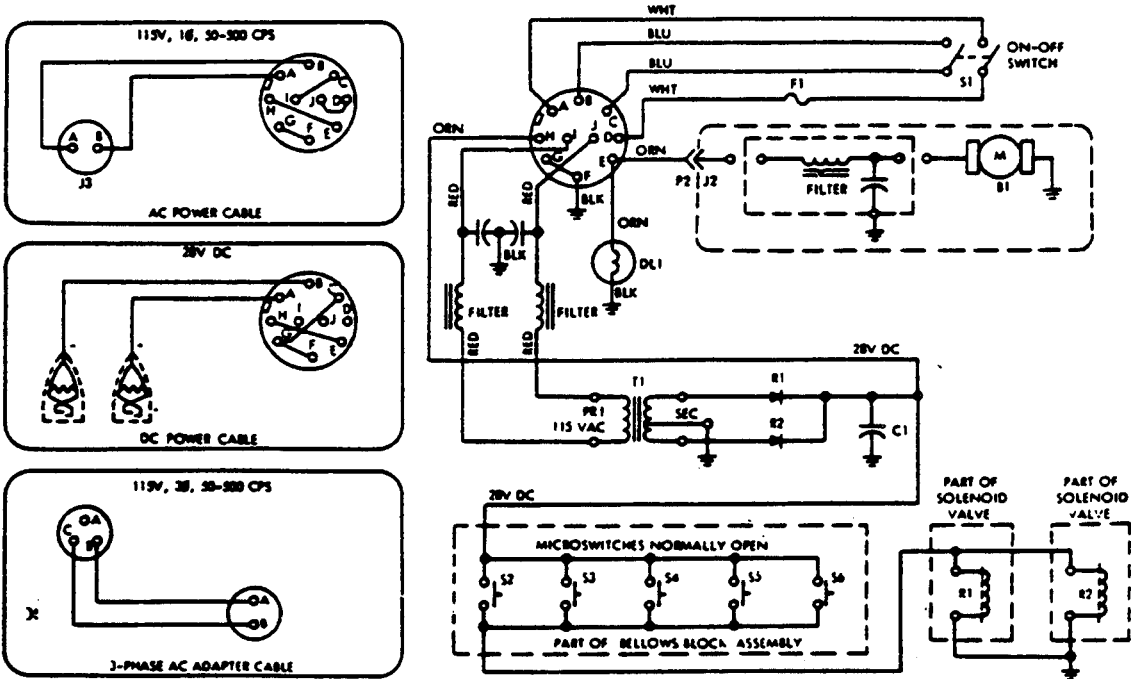 115V, 1Ø, 50-500 CPS
A
B
C
H
I
J
D
G
F
E
A
B
J3
AC POWER CABLE
28V DC
A
B
C
H
I
J
D
G
F
E
DC POWER CABLE
115V, 3Ø, 50-500 CPS
A
C
B
A
B
3-PHASE AC ADAPTER CABLE
WHT
BLU
BLU
WHT
F1
ON-OFF
SWITCH
S1
ORN
A
B
C
H
I
J
D
G
F
E
ORN
P2
J2
FILTER
M
B1
RED
RED
BLK
ORN
BLK
DL1
BLK
FILTER
FILTER
RED
RED
28V DC
T1
PRI
115 VAC
SEC
R1
R2
C1
28V DC
MICROSWITCHES NORMALLY OPEN
S2
S3
S4
S5
S6
PART OF BELLOWS BLOCK ASSEMBLY
PART OF
SOLENOID
VALVE
R1
PART OF
SOLENOID
VALVE
R2